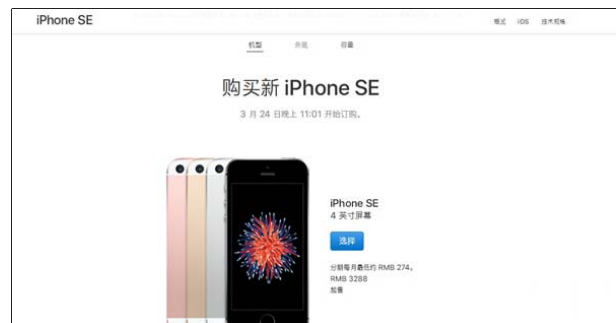 iPhone SE
概述 iOS 技术规格
机型 外观 容量
购买新 iPhone SE
3 月 24 日晚上 11:01 开始订购。
iPhone SE
4 英寸屏幕
选择
分期每月最低约 RMB 274，
RMB 3288
起售